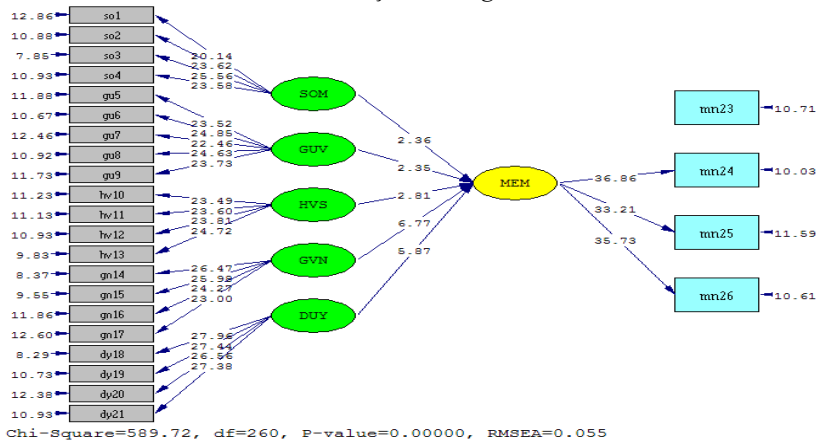 12.86 so1
10.88 so2
7.85 so3
10.93 so4
11.88 gu5
10.67 gu6
12.46 gu7
10.92 gu8
11.73 gu9
11.23 hv10
11.13 hv11
10.93 hv12
9.83 hv13
8.37 gn14
9.55 gn15
11.86 gn16
12.60 gn17
8.29 dy18
10.73 dy19
12.38 dy20
10.93 dy21
20.14
23.62
25.56
23.58
23.52
24.85
22.46
24.63
23.73
23.49
23.60
23.81
24.72
26.47
25.98
24.27
23.00
27.96
27.44
26.56
27.38
SOM
GUV
HVS
GVN
DUY
2.36
2.35
2.81
6.77
5.87
MEM
36.86
33.21
35.73
mn23 10.71
mn24 10.03
mn25 11.59
mn26 10.61
Chi-Square=589.72, df=260, P-value=0.00000, RMSEA=0.055